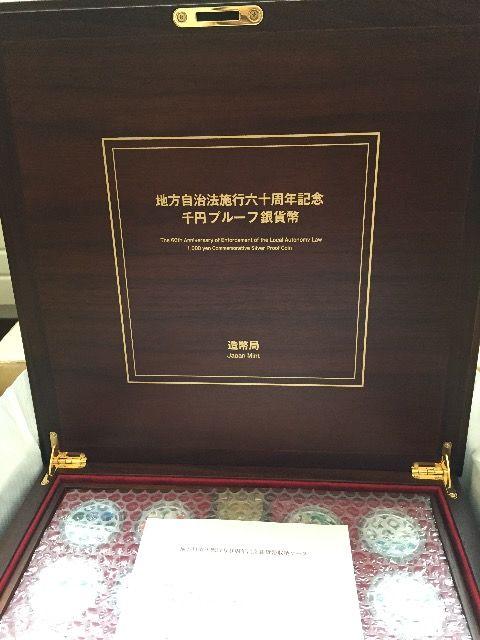 地方自治法施行六十周年記念
千円プルーフ銀貨幣
The 60th Anniversary of Enforcement of the Local Autonomy Law
1,000 yen Commemorative Silver Proof Coin
造幣局
Japan Mint